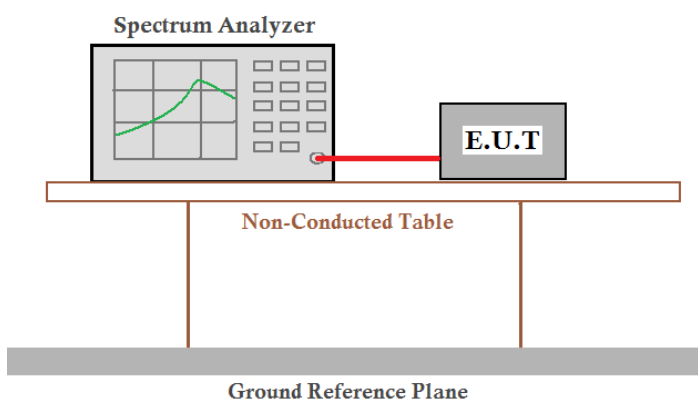 Spectrum Analyzer
E.U.T
Non-Conducted Table
Ground Reference Plane